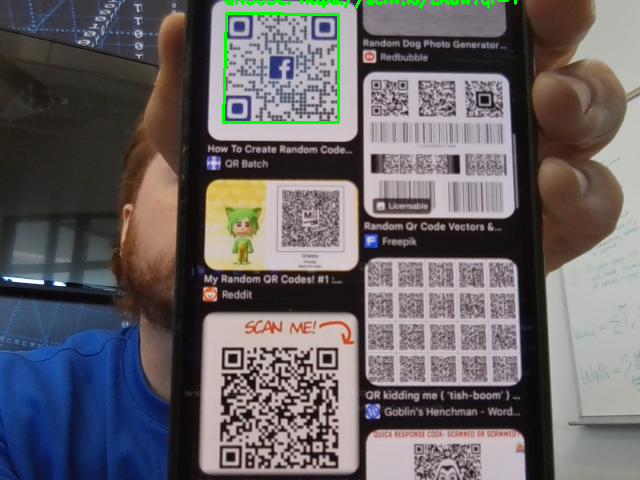 How To Create Random Code...
QR Batch
Mii
My Random QR Codes! #1 :...
Reddit
SCAN ME!
Random Dog Photo Generator...
Redbubble
Licensable
Random Qr Code Vectors &...
Freepik
QR kidding me ( 'tish-boom' ) ...
Goblin's Henchman - Word...
QUICK RESPONSE CODE- SCANNED OR SCAMMED?